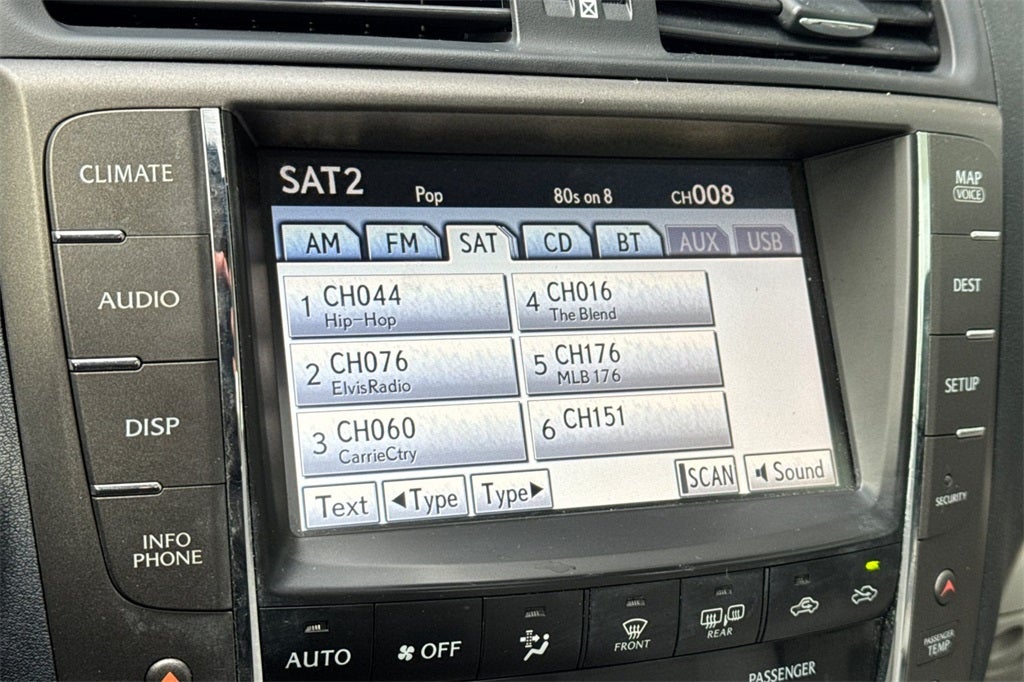 CLIMATE
AUDIO
DISP
INFO
PHONE
SAT2 Pop 80s on 8 CH008
AM FM SAT CD BT AUX USB
1 CH044
Hip-Hop
4 CH016
The Blend
2 CH076
ElvisRadio
5 CH176
MLB 176
3 CH060
CarrieCtry
6 CH151
Text ◀Type Type▶ SCAN Sound
MAP
VOICE
DEST
SETUP
SECURITY
PASSENGER
TEMP
AUTO OFF
FRONT
REAR
PASSENGER